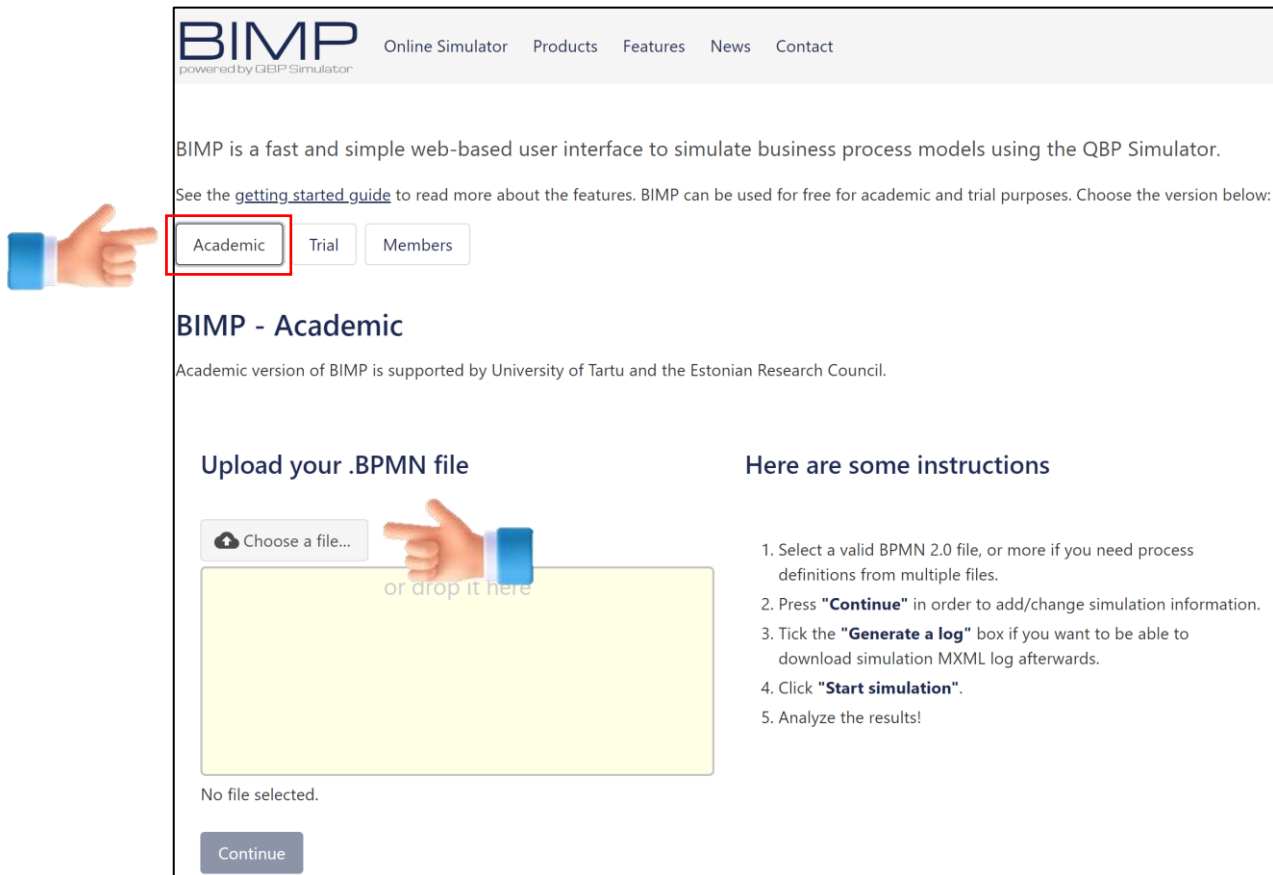 BIMP
powered by QBP Simulator
Online Simulator Products Features News Contact
BIMP is a fast and simple web-based user interface to simulate business process models using the QBP Simulator.
See the getting started guide to read more about the features. BIMP can be used for free for academic and trial purposes. Choose the version below:
Academic Trial Members
BIMP - Academic
Academic version of BIMP is supported by University of Tartu and the Estonian Research Council.
Upload your .BPMN file
Choose a file...
or drop it here
No file selected.
Continue
Here are some instructions
1. Select a valid BPMN 2.0 file, or more if you need process
definitions from multiple files.
2. Press "Continue" in order to add/change simulation information.
3. Tick the "Generate a log" box if you want to be able to
download simulation MXML log afterwards.
4. Click "Start simulation".
5. Analyze the results!